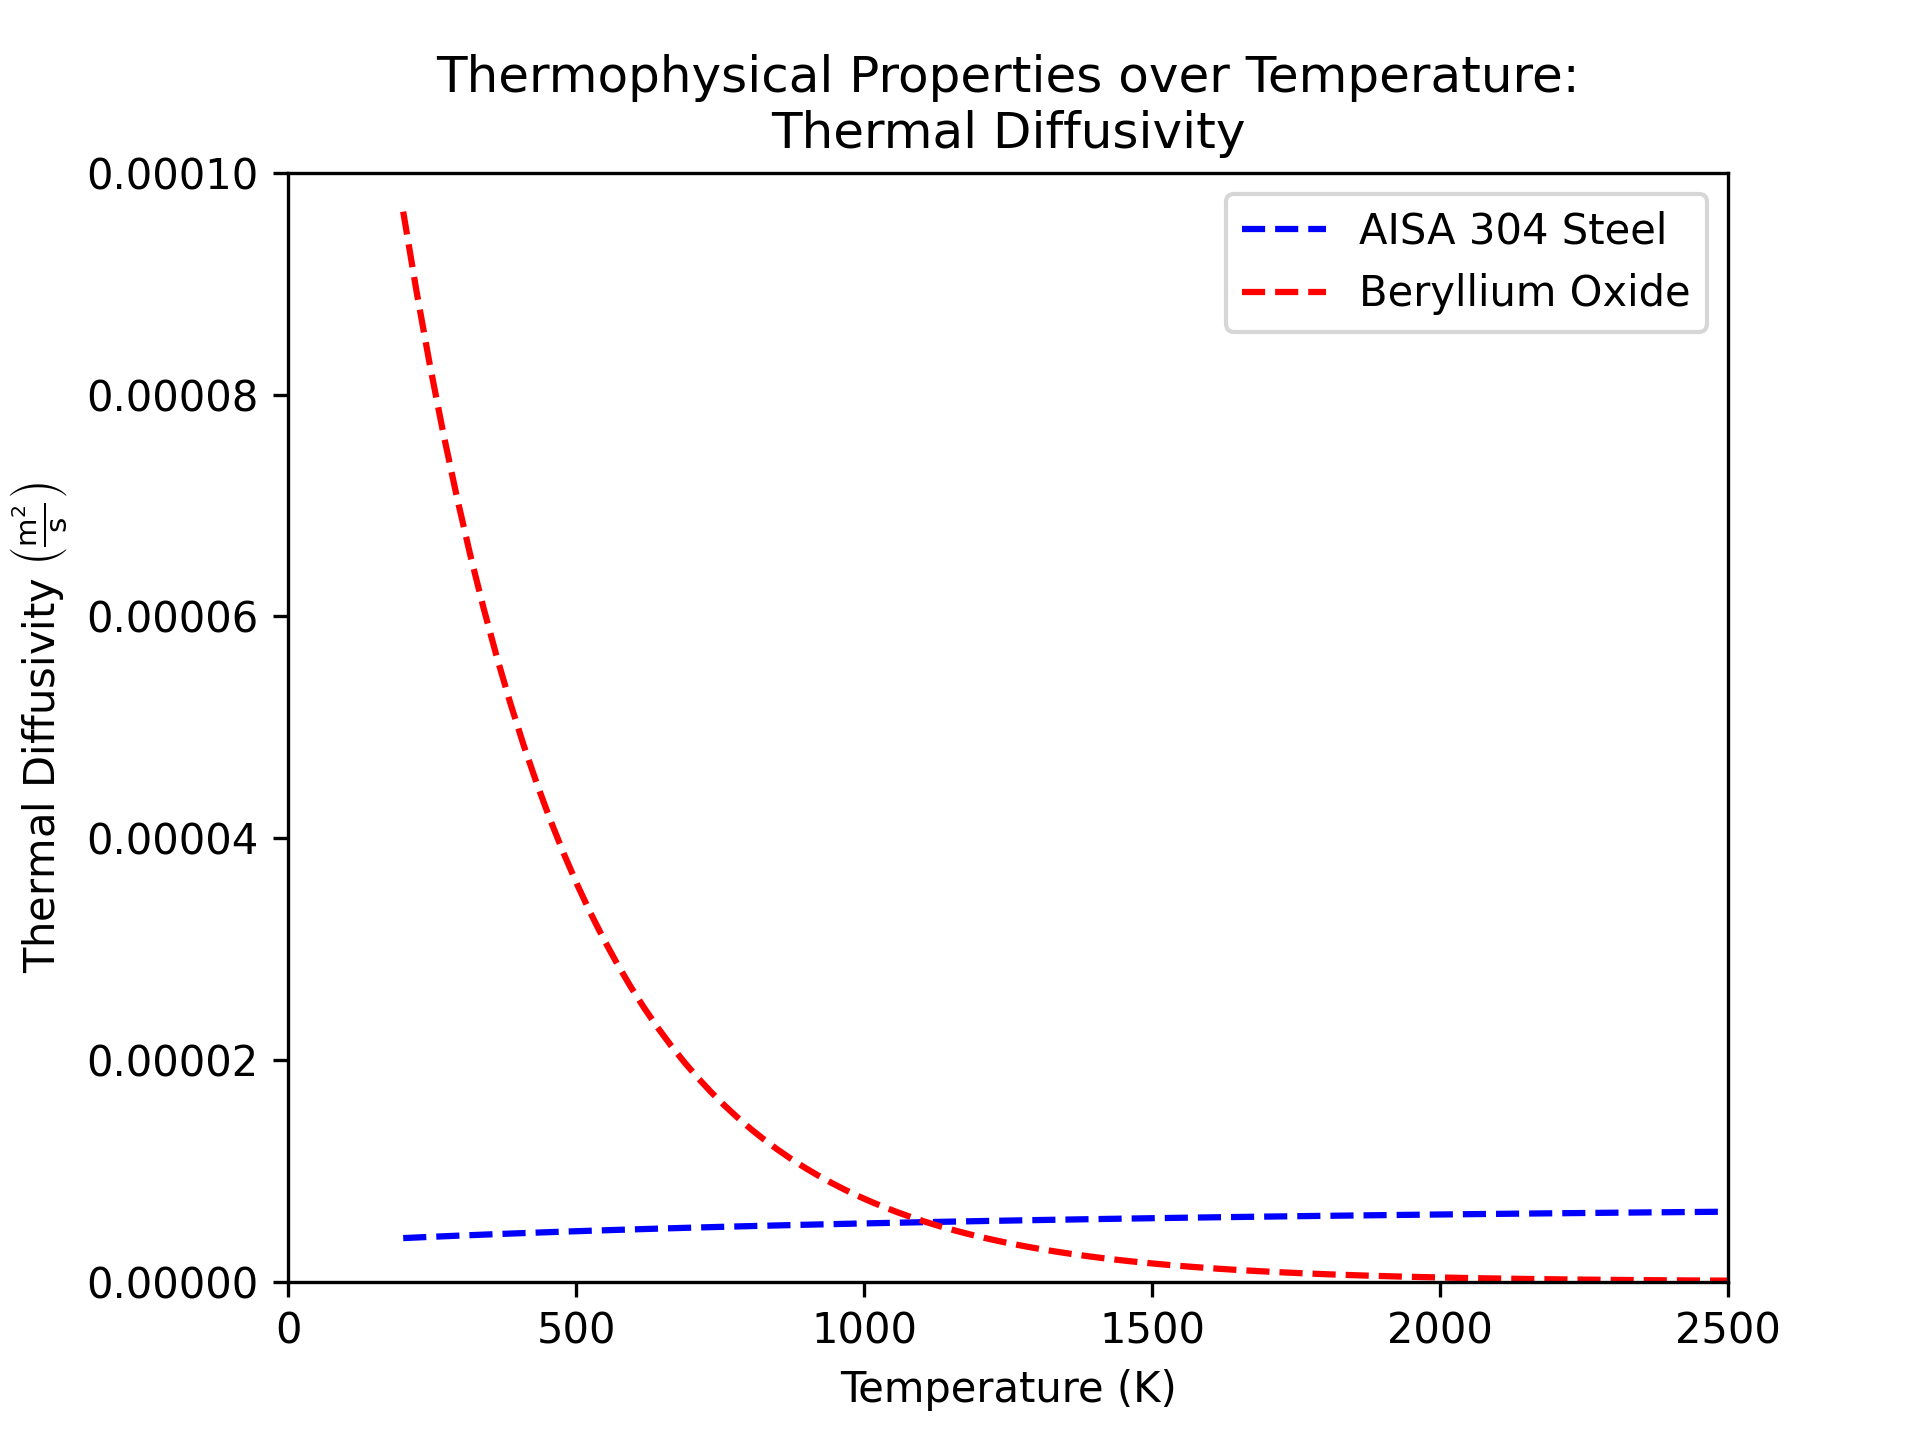 Thermophysical Properties over Temperature:
Thermal Diffusivity
AISA 304 Steel
Beryllium Oxide
Thermal Diffusivity (m²/s)
0.00010
0.00008
0.00006
0.00004
0.00002
0.00000
0 500 1000 1500 2000 2500
Temperature (K)